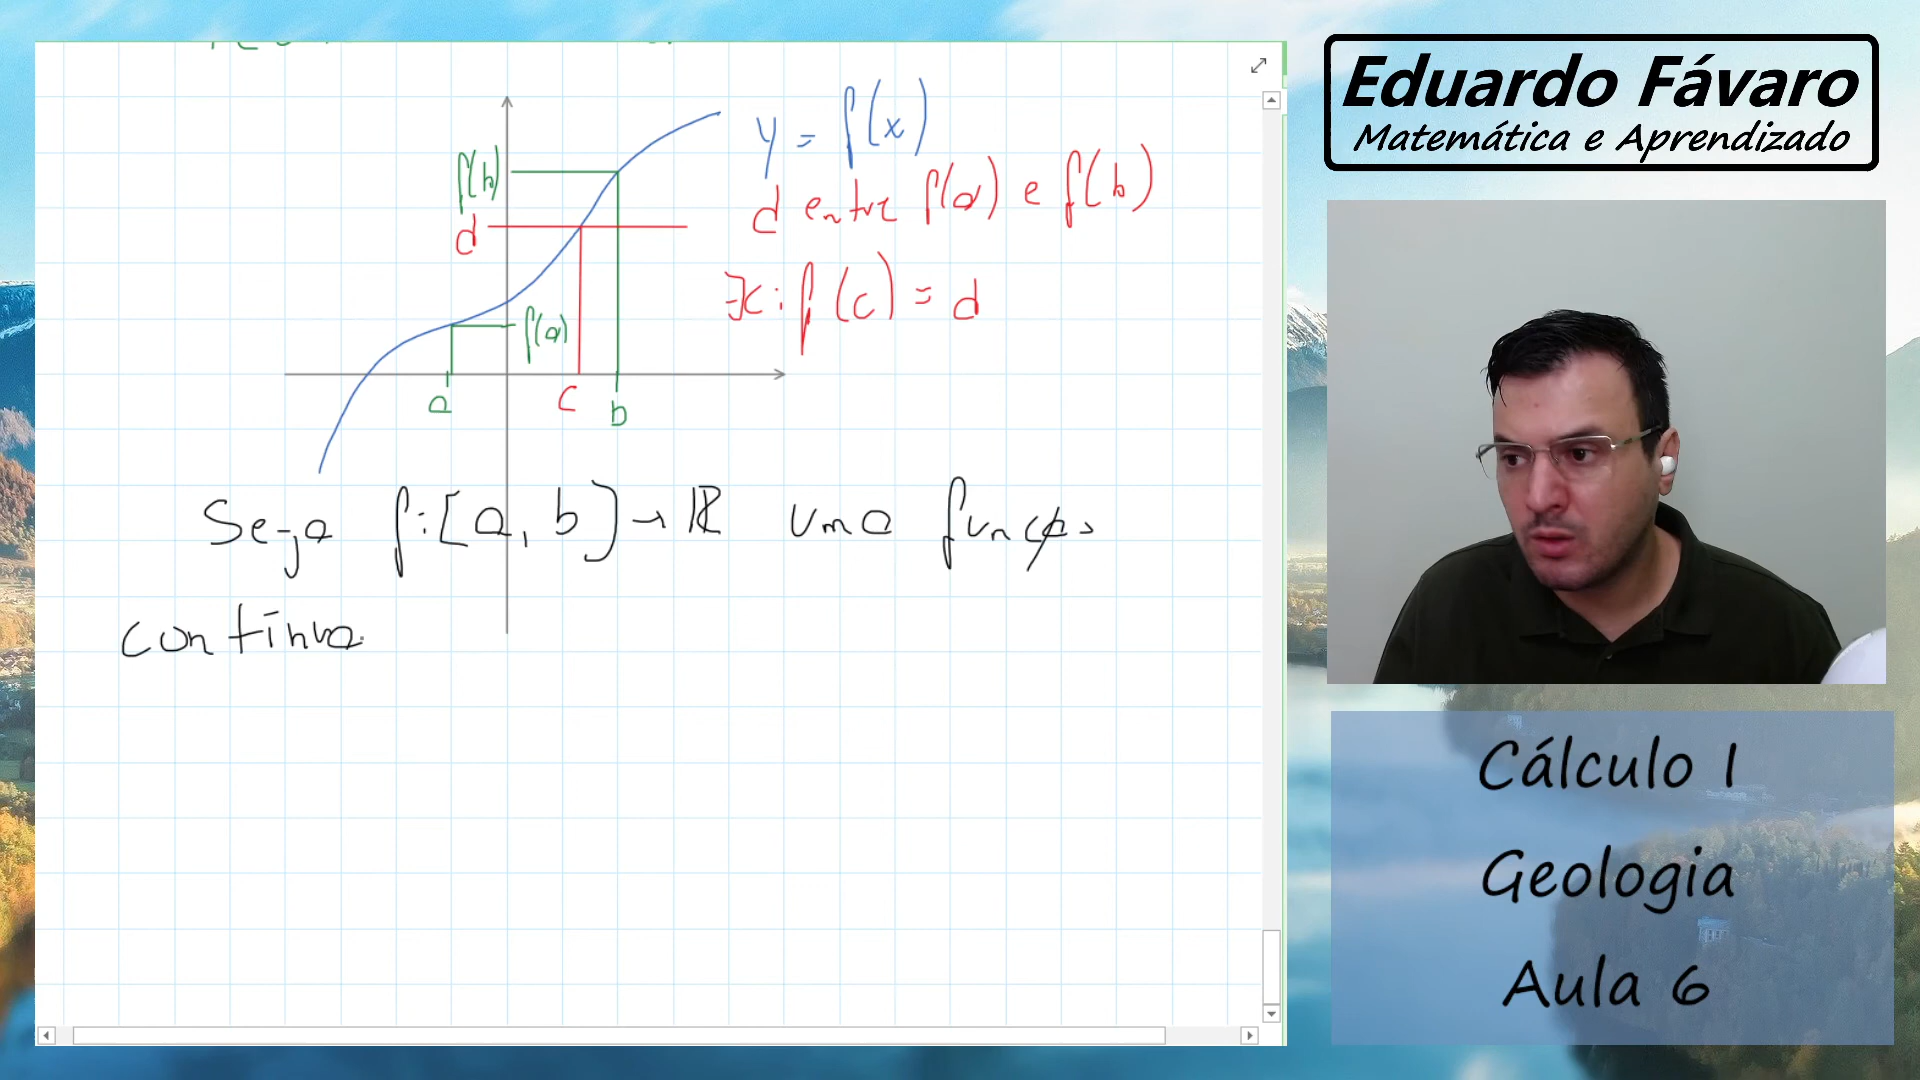 Eduardo Fávaro
Matemática e Aprendizado
y = f(x)
f(b)
d entre f(a) e f(b)
d
∃c: f(c) = d
f(a)
a
c
b
Seja f:[a, b] → ℝ uma função
contínua
Cálculo I
Geologia
Aula 6